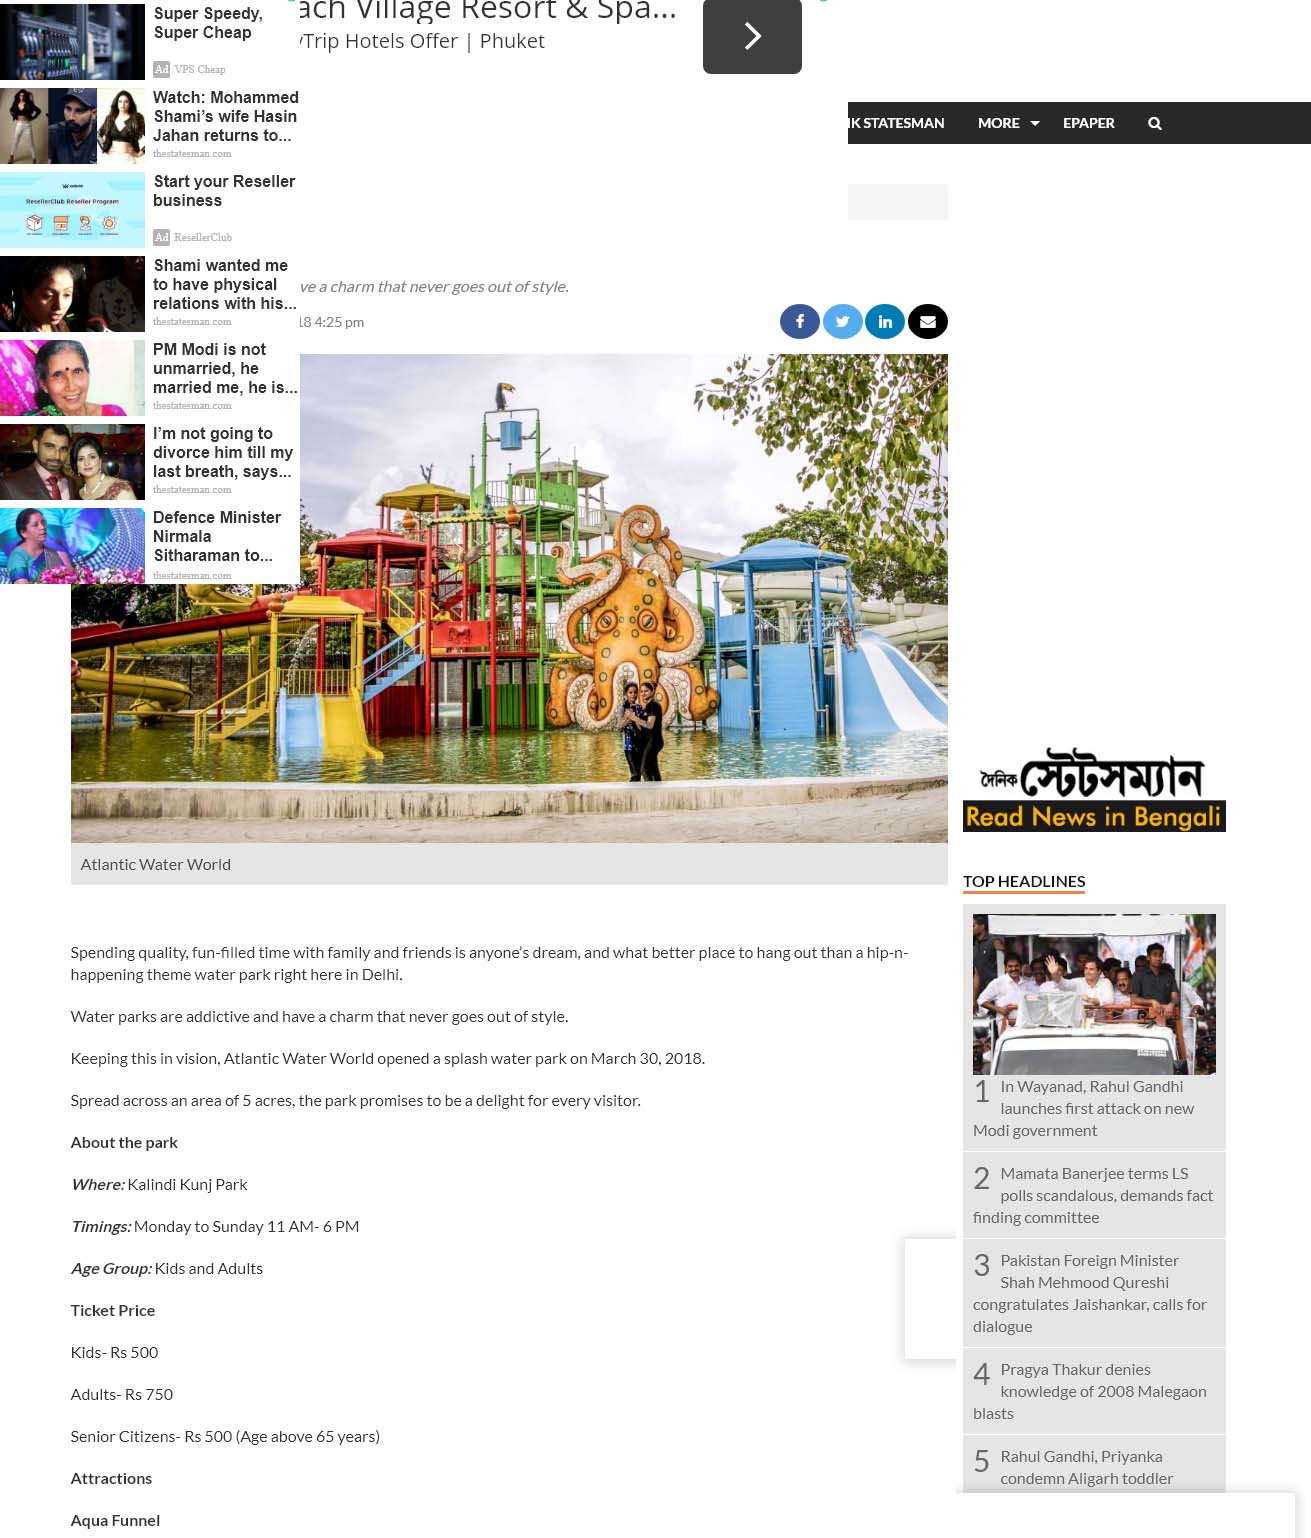 Super Speedy,
Super Cheap
Ad VPS Cheap
Watch: Mohammed
Shami's wife Hasin
Jahan returns to...
thestatesman.com
ResellerClub Reseller Program
Start your Reseller
business
Ad ResellerClub
Shami wanted me
to have physical
relations with his...
thestatesman.com
PM Modi is not
unmarried, he
married me, he is...
thestatesman.com
I'm not going to
divorce him till my
last breath, says...
thestatesman.com
Defence Minister
Nirmala
Sitharaman to...
thestatesman.com
ach Village Resort & Spa...
yTrip Hotels Offer | Phuket
IK STATESMAN MORE EPAPER
ve a charm that never goes out of style.
18 4:25 pm
Atlantic Water World
Spending quality, fun-filled time with family and friends is anyone's dream, and what better place to hang out than a hip-n-
happening theme water park right here in Delhi.
Water parks are addictive and have a charm that never goes out of style.
Keeping this in vision, Atlantic Water World opened a splash water park on March 30, 2018.
Spread across an area of 5 acres, the park promises to be a delight for every visitor.
About the park
Where: Kalindi Kunj Park
Timings: Monday to Sunday 11 AM- 6 PM
Age Group: Kids and Adults
Ticket Price
Kids- Rs 500
Adults- Rs 750
Senior Citizens- Rs 500 (Age above 65 years)
Attractions
Aqua Funnel
দৈনিক স্টেটসম্যান
Read News in Bengali
TOP HEADLINES
1 In Wayanad, Rahul Gandhi
launches first attack on new
Modi government
2 Mamata Banerjee terms LS
polls scandalous, demands fact
finding committee
3 Pakistan Foreign Minister
Shah Mehmood Qureshi
congratulates Jaishankar, calls for
dialogue
4 Pragya Thakur denies
knowledge of 2008 Malegaon
blasts
5 Rahul Gandhi, Priyanka
condemn Aligarh toddler